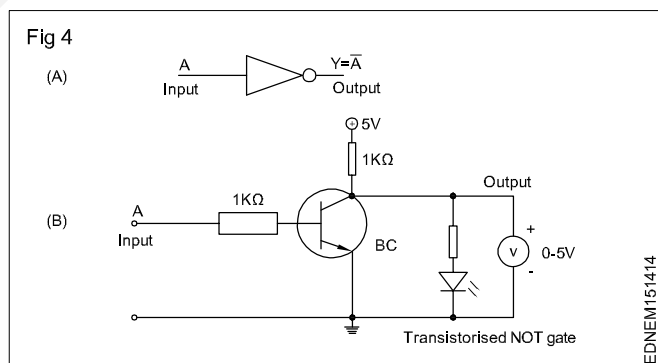 Fig 4
(A)
A
Input
Y=A̅
Output
5V
1KΩ
Output
1KΩ
(B)
A
Input
BC
+
V
-
0-5V
Transistorised NOT gate
EDNEM151414